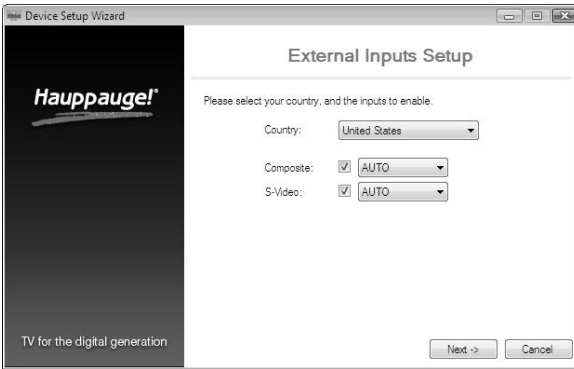 Device Setup Wizard
Hauppauge!®
TV for the digital generation
External Inputs Setup
Please select your country, and the inputs to enable.
Country: United States
Composite: AUTO
S-Video: AUTO
Next -> Cancel